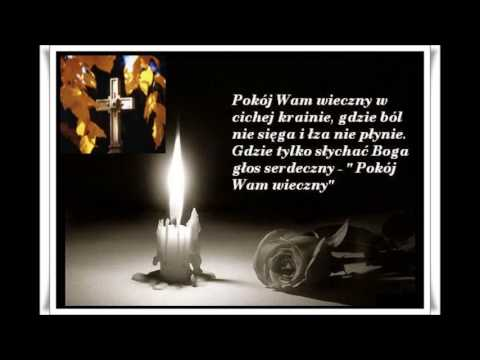 Pokój Wam wieczny w
cichej krainie, gdzie ból
nie sięga i łza nie płynie.
Gdzie tylko słychać Boga
głos serdeczny - " Pokój
Wam wieczny"